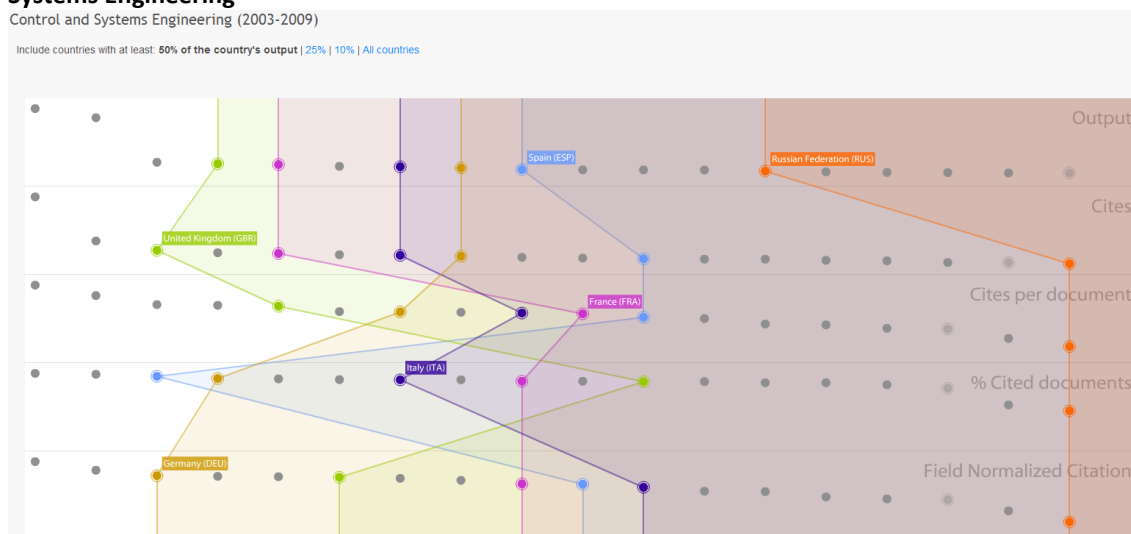 Systems Engineering
Control and Systems Engineering (2003-2009)
Include countries with at least: 50% of the country's output | 25% | 10% | All countries
Output
Spain (ESP)
Russian Federation (RUS)
Cites
United Kingdom (GBR)
Cites per document
France (FRA)
Italy (ITA)
% Cited documents
Germany (DEU)
Field Normalized Citation